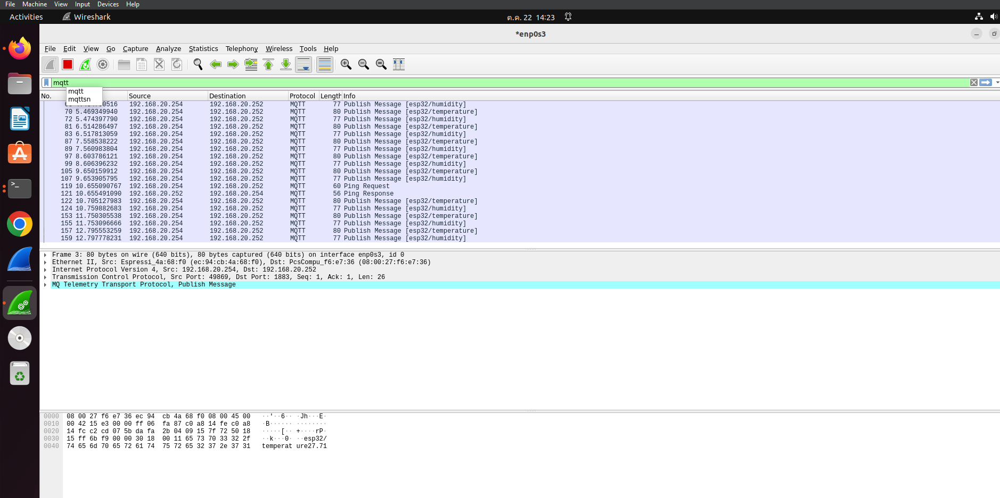 File Machine View Input Devices Help
Activities Wireshark ต.ค. 22 14:23
*enp0s3
File Edit View Go Capture Analyze Statistics Telephony Wireless Tools Help
mqtt
mqtt
mqttsn
No. Source Destination Protocol Length Info
192.168.20.254 192.168.20.252 MQTT 77 Publish Message [esp32/humidity]
70 5.469349940 192.168.20.254 192.168.20.252 MQTT 80 Publish Message [esp32/temperature]
72 5.474397790 192.168.20.254 192.168.20.252 MQTT 77 Publish Message [esp32/humidity]
81 6.514286497 192.168.20.254 192.168.20.252 MQTT 80 Publish Message [esp32/temperature]
83 6.517813059 192.168.20.254 192.168.20.252 MQTT 77 Publish Message [esp32/humidity]
87 7.558538222 192.168.20.254 192.168.20.252 MQTT 80 Publish Message [esp32/temperature]
89 7.560983804 192.168.20.254 192.168.20.252 MQTT 77 Publish Message [esp32/humidity]
97 8.603786121 192.168.20.254 192.168.20.252 MQTT 80 Publish Message [esp32/temperature]
99 8.606396232 192.168.20.254 192.168.20.252 MQTT 77 Publish Message [esp32/humidity]
105 9.650159912 192.168.20.254 192.168.20.252 MQTT 80 Publish Message [esp32/temperature]
107 9.653905795 192.168.20.254 192.168.20.252 MQTT 77 Publish Message [esp32/humidity]
119 10.655090767 192.168.20.254 192.168.20.252 MQTT 60 Ping Request
121 10.655491090 192.168.20.252 192.168.20.254 MQTT 56 Ping Response
122 10.705127983 192.168.20.254 192.168.20.252 MQTT 80 Publish Message [esp32/temperature]
124 10.759882683 192.168.20.254 192.168.20.252 MQTT 77 Publish Message [esp32/humidity]
153 11.750305538 192.168.20.254 192.168.20.252 MQTT 80 Publish Message [esp32/temperature]
155 11.753096666 192.168.20.254 192.168.20.252 MQTT 77 Publish Message [esp32/humidity]
157 12.795553259 192.168.20.254 192.168.20.252 MQTT 80 Publish Message [esp32/temperature]
159 12.797778231 192.168.20.254 192.168.20.252 MQTT 77 Publish Message [esp32/humidity]
Frame 3: 80 bytes on wire (640 bits), 80 bytes captured (640 bits) on interface enp0s3, id 0
Ethernet II, Src: Espressi_4a:68:f0 (ec:94:cb:4a:68:f0), Dst: PcsCompu_f6:e7:36 (08:00:27:f6:e7:36)
Internet Protocol Version 4, Src: 192.168.20.254, Dst: 192.168.20.252
Transmission Control Protocol, Src Port: 49869, Dst Port: 1883, Seq: 1, Ack: 1, Len: 26
MQ Telemetry Transport Protocol, Publish Message
0000 08 00 27 f6 e7 36 ec 94 cb 4a 68 f0 08 00 45 00 ··'··6·· ·Jh···E·
0010 00 42 15 e3 00 00 ff 06 fa 87 c0 a8 14 fe c0 a8 ·B······ ········
0020 14 fc c2 cd 07 5b da fa 2b 04 09 15 7f 72 50 18 ·····[·· +····rP·
0030 15 ff 6b f9 00 00 30 18 00 11 65 73 70 33 32 2f ··k···0· ··esp32/
0040 74 65 6d 70 65 72 61 74 75 72 65 32 37 2e 37 31 temperat ure27.71